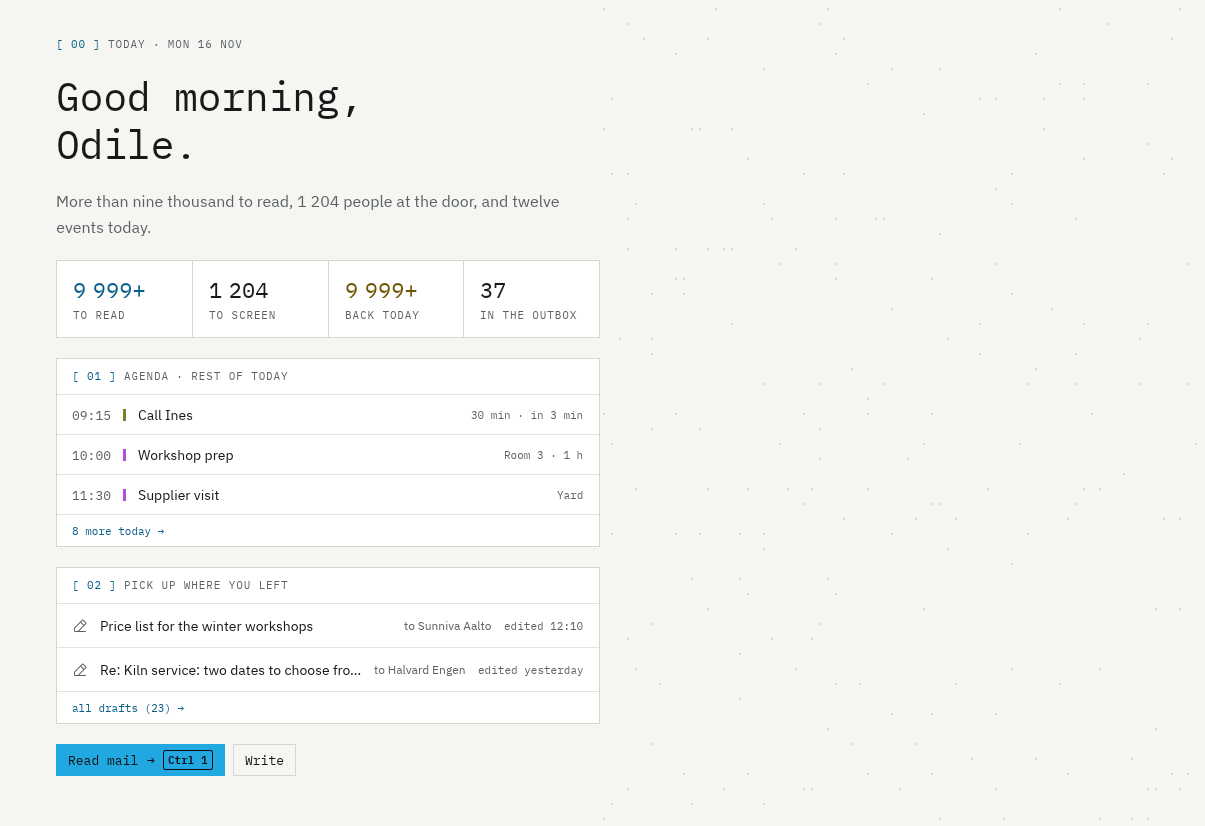 [ 00 ] TODAY · MON 16 NOV
Good morning,
Odile.
More than nine thousand to read, 1 204 people at the door, and twelve
events today.
9 999+ 1 204 9 999+ 37
TO READ TO SCREEN BACK TODAY IN THE OUTBOX
[ 01 ] AGENDA · REST OF TODAY
09:15 Call Ines 30 min · in 3 min
10:00 Workshop prep Room 3 · 1 h
11:30 Supplier visit Yard
8 more today →
[ 02 ] PICK UP WHERE YOU LEFT
Price list for the winter workshops to Sunniva Aalto edited 12:10
Re: Kiln service: two dates to choose fro… to Halvard Engen edited yesterday
all drafts (23) →
Read mail → Ctrl 1 Write